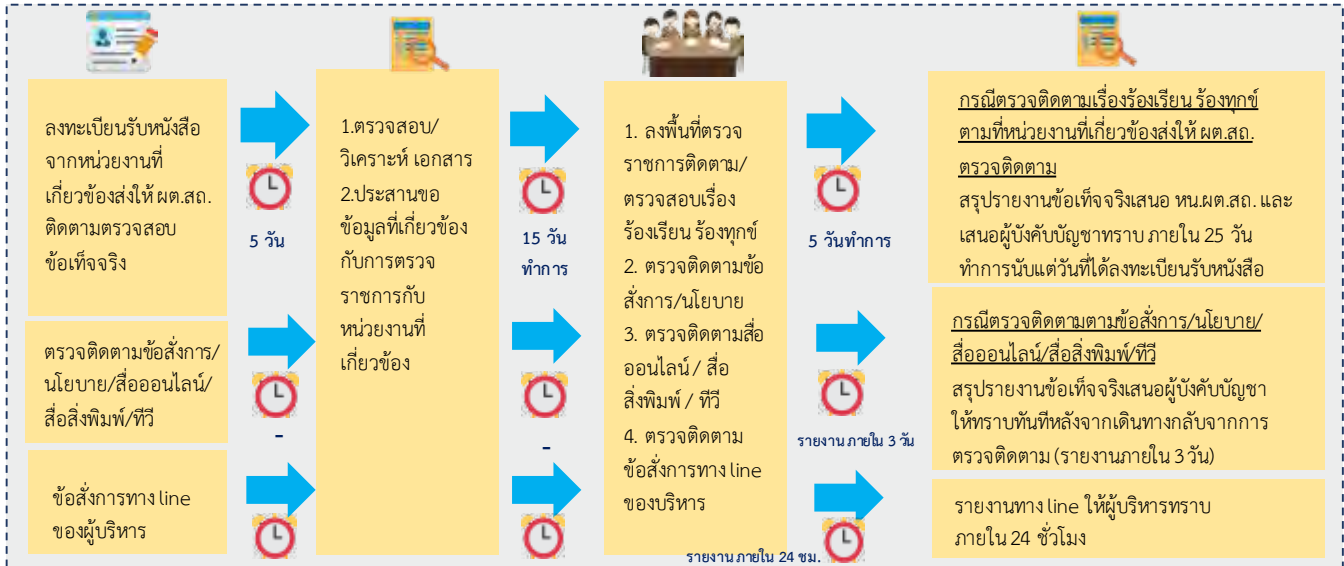 ลงทะเบียนรับหนังสือ
จากหน่วยงานที่
เกี่ยวข้องส่งให้ ผต.สถ.
ติดตามตรวจสอบ
ข้อเท็จจริง
5 วัน
1.ตรวจสอบ/
วิเคราะห์ เอกสาร
2.ประสานขอ
ข้อมูลที่เกี่ยวข้อง
กับการตรวจ
ราชการกับ
หน่วยงานที่
เกี่ยวข้อง
15 วัน
ทำการ
1. ลงพื้นที่ตรวจ
ราชการติดตาม/
ตรวจสอบเรื่อง
ร้องเรียน ร้องทุกข์
2. ตรวจติดตามข้อ
สั่งการ/นโยบาย
3. ตรวจติดตามสื่อ
ออนไลน์ / สื่อ
สิ่งพิมพ์ / ทีวี
4. ตรวจติดตาม
ข้อสั่งการทาง line
ของบริหาร
5 วันทำการ
กรณีตรวจติดตามเรื่องร้องเรียน ร้องทุกข์
ตามที่หน่วยงานที่เกี่ยวข้องส่งให้ ผต.สถ.
ตรวจติดตาม
สรุปรายงานข้อเท็จจริงเสนอ หน.ผต.สถ. และ
เสนอผู้บังคับบัญชาทราบ ภายใน 25 วัน
ทำการนับแต่วันที่ได้ลงทะเบียนรับหนังสือ
ตรวจติดตามข้อสั่งการ/
นโยบาย/สื่อออนไลน์/
สื่อสิ่งพิมพ์/ทีวี
-
-
รายงาน ภายใน 3 วัน
กรณีตรวจติดตามตามข้อสั่งการ/นโยบาย/
สื่อออนไลน์/สื่อสิ่งพิมพ์/ทีวี
สรุปรายงานข้อเท็จจริงเสนอผู้บังคับบัญชา
ให้ทราบทันทีหลังจากเดินทางกลับจากการ
ตรวจติดตาม (รายงานภายใน 3 วัน)
ข้อสั่งการทาง line
ของผู้บริหาร
รายงาน ภายใน 24 ชม.
รายงานทาง line ให้ผู้บริหารทราบ
ภายใน 24 ชั่วโมง